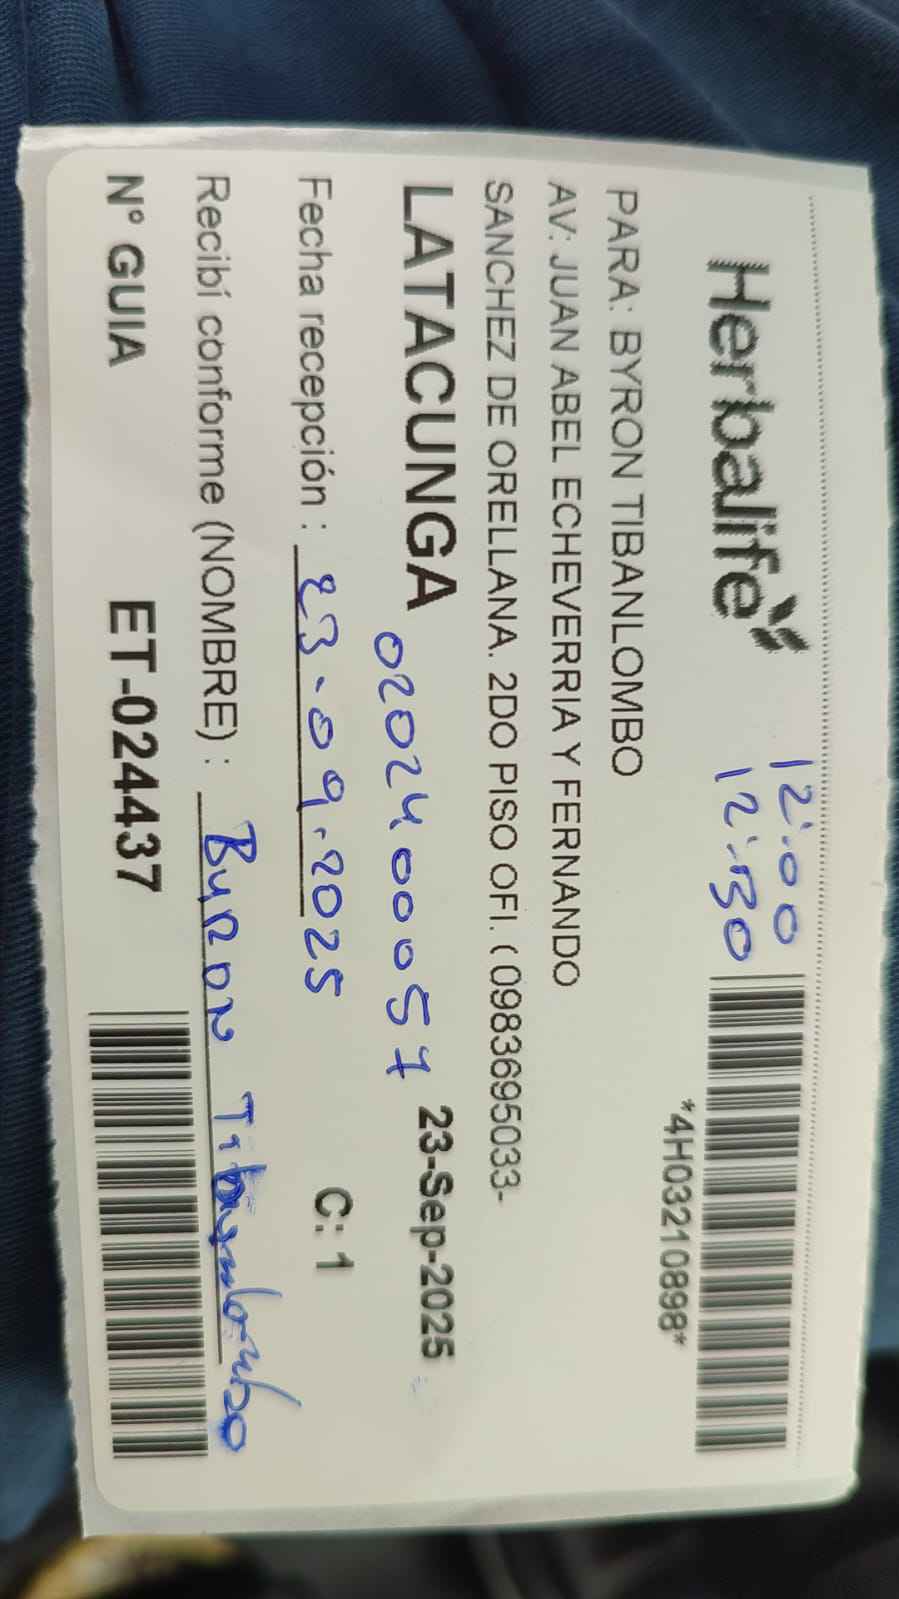 Herbalife
12:00
12:30
*4H03210898*
PARA: BYRON TIBANLOMBO
AV: JUAN ABEL ECHEVERRIA Y FERNANDO
SANCHEZ DE ORELLANA. 2DO PISO OFI. ( 0983695033-
LATACUNGA
0202400057
23-Sep-2025
Fecha recepción : 23-09-2025
C: 1
Recibí conforme (NOMBRE) : Byron Tibanlombo
N° GUIA ET-024437